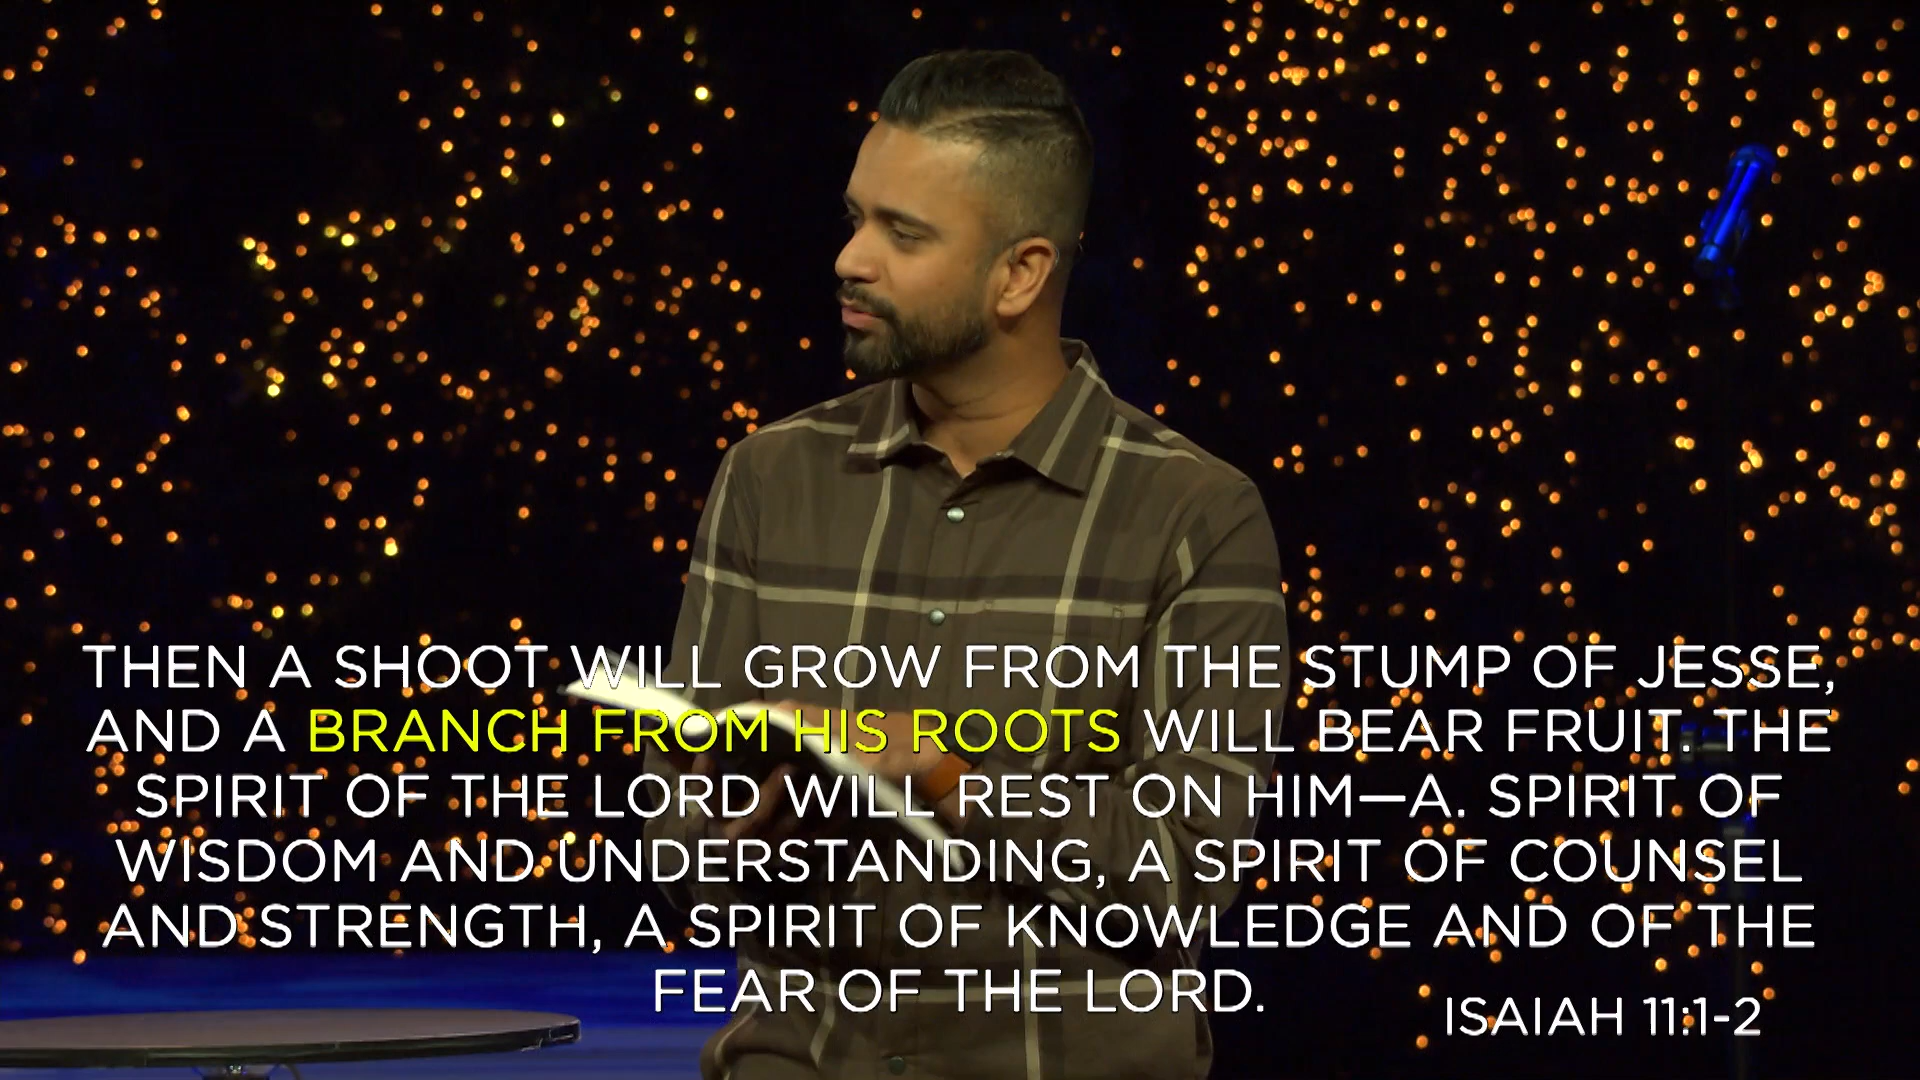 THEN A SHOOT WILL GROW FROM THE STUMP OF JESSE,
AND A BRANCH FROM HIS ROOTS WILL BEAR FRUIT. THE
SPIRIT OF THE LORD WILL REST ON HIM—A. SPIRIT OF
WISDOM AND UNDERSTANDING, A SPIRIT OF COUNSEL
AND STRENGTH, A SPIRIT OF KNOWLEDGE AND OF THE
FEAR OF THE LORD.
ISAIAH 11:1-2